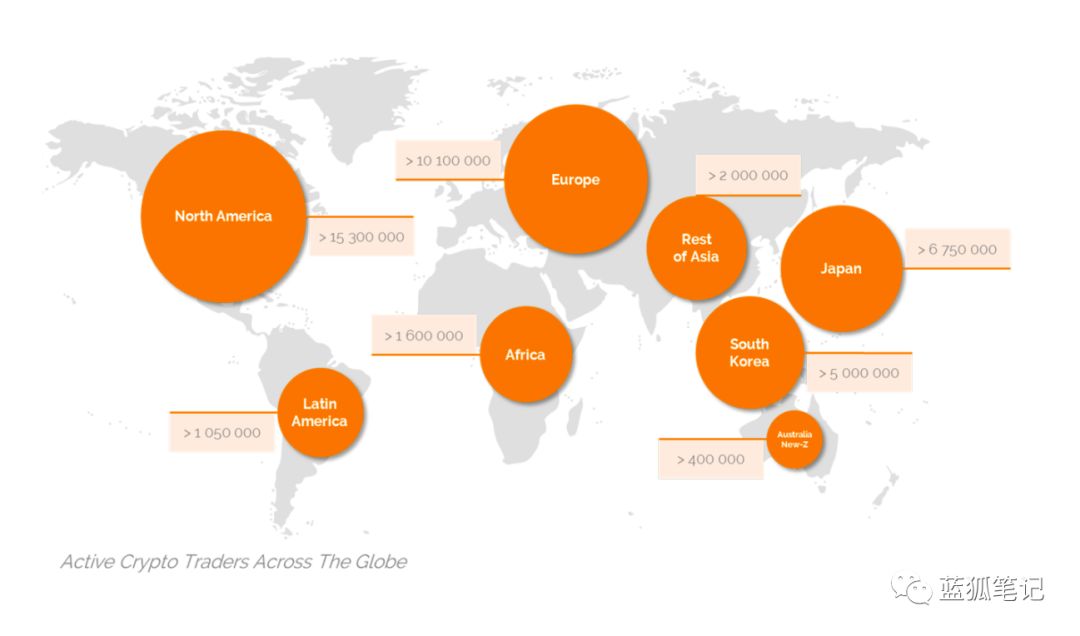 > 10 100 000
Europe
> 2 000 000
North America
> 15 300 000
Rest
of Asia
Japan
> 6 750 000
> 1 600 000
Africa
South
Korea
> 5 000 000
Latin
America
> 1 050 000
Australia
New-Z
> 400 000
Active Crypto Traders Across The Globe
蓝狐笔记